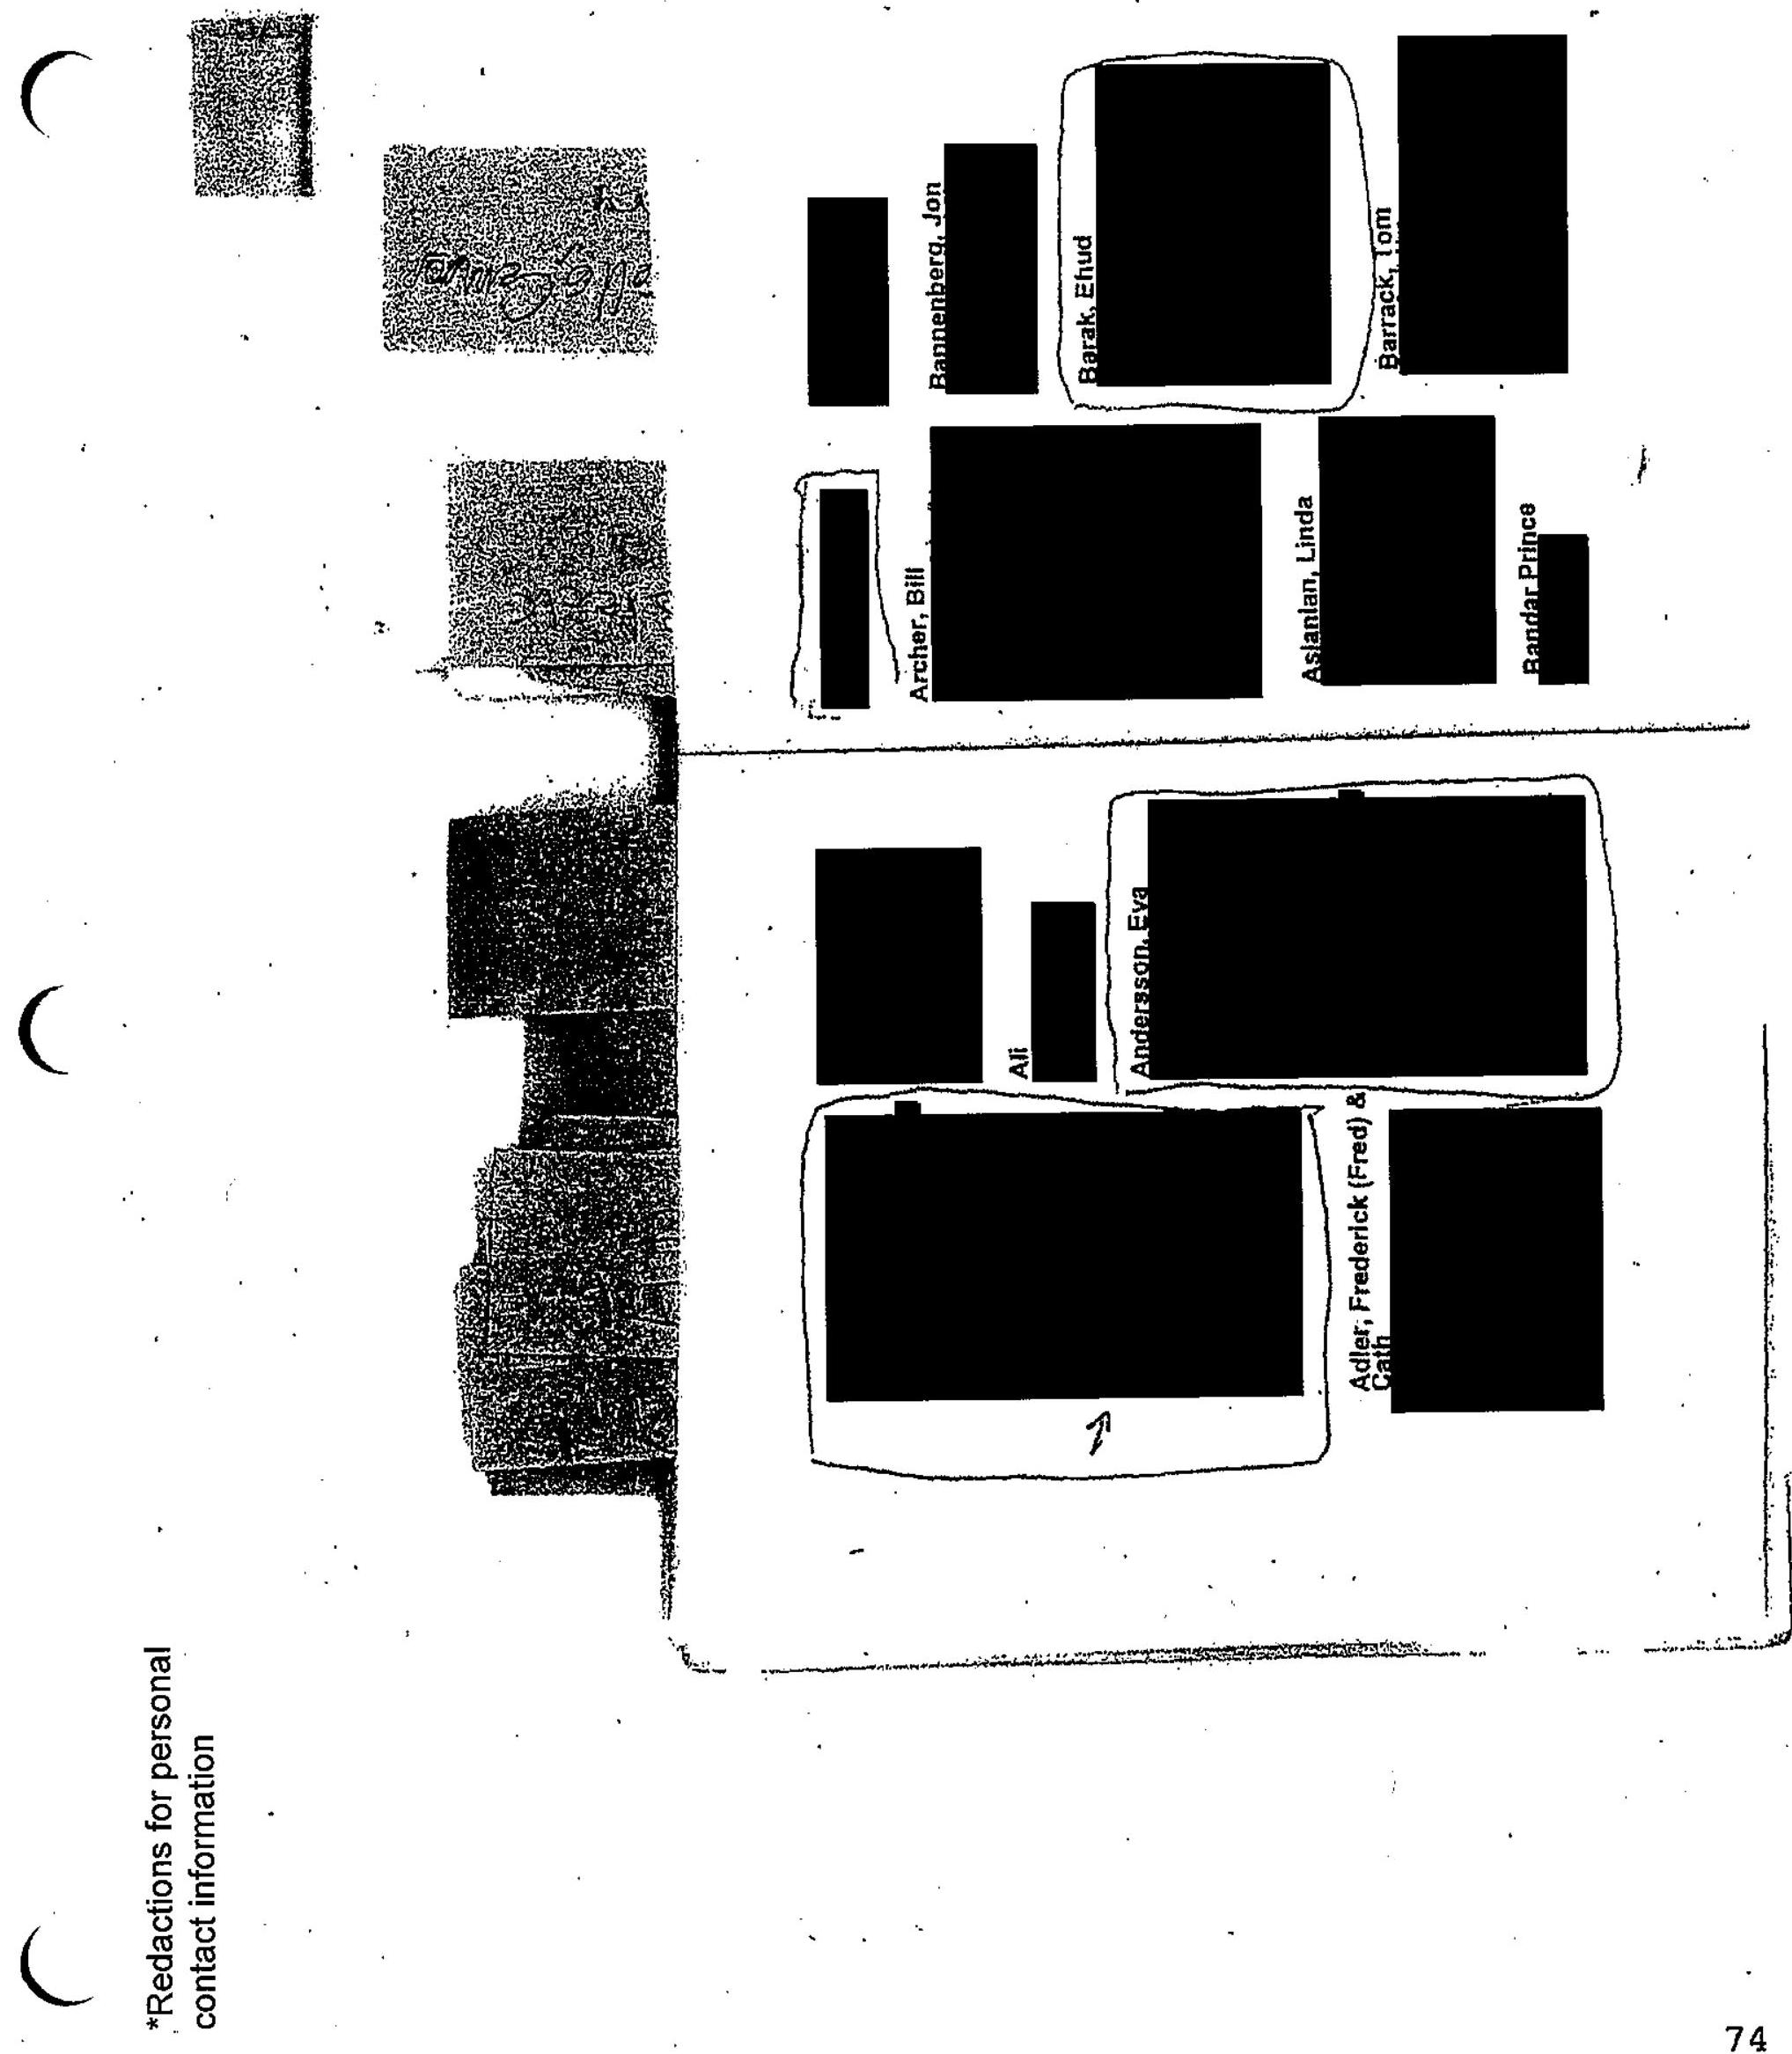 *Redactions for personal
contact information
Adler, Frederick (Fred) &
Cath
Ali
Andersson, Eva
Archer, Bill
Aslanian, Linda
Bandar Prince
Bannenberg, Jon
Barak, Ehud
Barrack, Tom
74